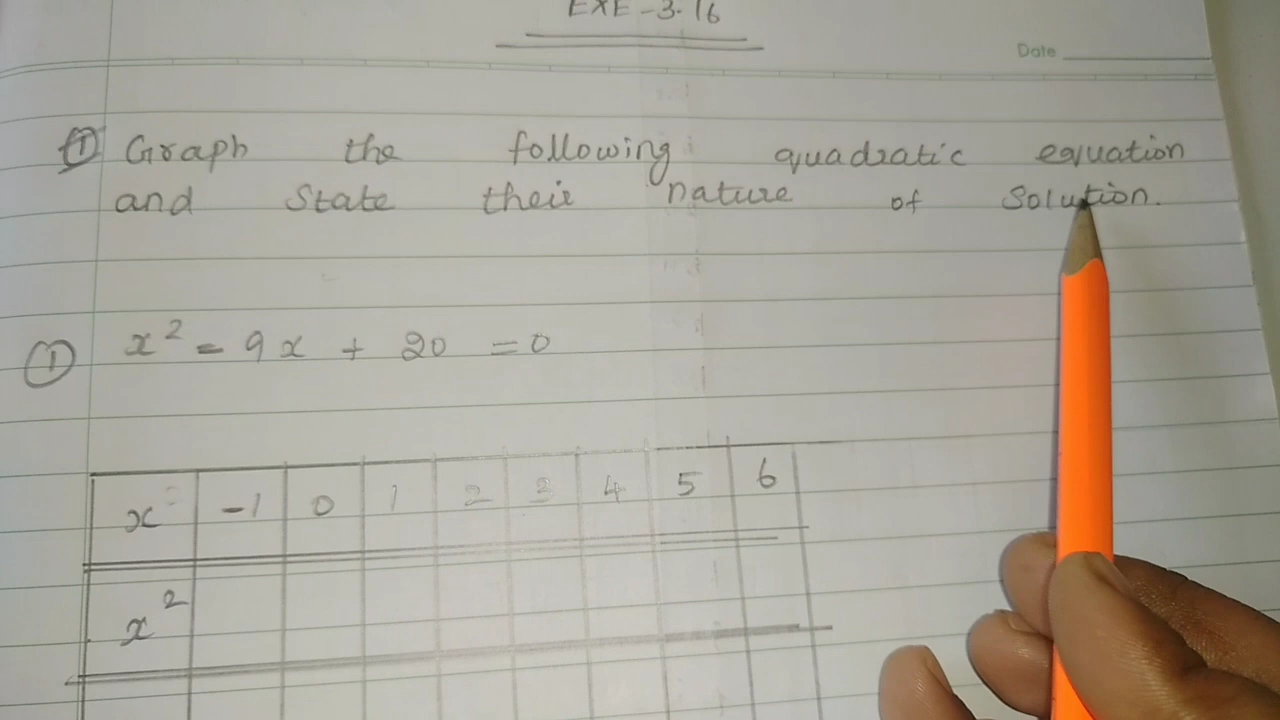 EXE - 3.16
Date
① Graph the following quadratic equation
and State their nature of Solution.
① x² - 9x + 20 = 0
x -1 0 1 2 3 4 5 6
x²